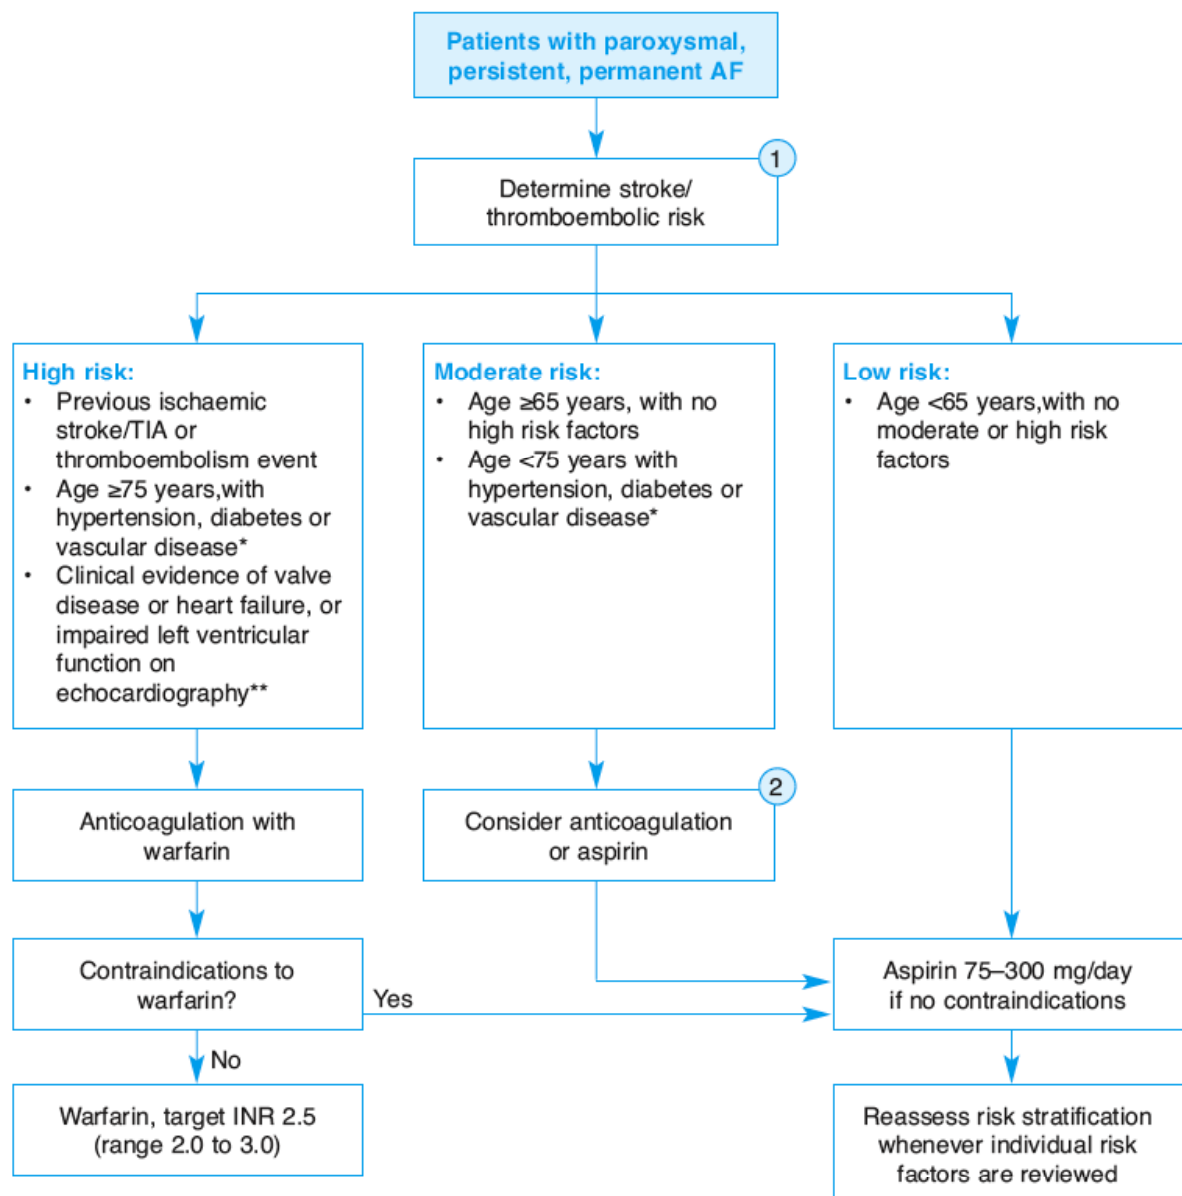 Patients with paroxysmal,
persistent, permanent AF
1
Determine stroke/
thromboembolic risk
High risk:
• Previous ischaemic
stroke/TIA or
thromboembolism event
• Age ≥75 years,with
hypertension, diabetes or
vascular disease*
• Clinical evidence of valve
disease or heart failure, or
impaired left ventricular
function on
echocardiography**
Moderate risk:
• Age ≥65 years, with no
high risk factors
• Age <75 years with
hypertension, diabetes or
vascular disease*
Low risk:
• Age <65 years,with no
moderate or high risk
factors
Anticoagulation with
warfarin
2
Consider anticoagulation
or aspirin
Contraindications to
warfarin?
Yes
Aspirin 75–300 mg/day
if no contraindications
No
Warfarin, target INR 2.5
(range 2.0 to 3.0)
Reassess risk stratification
whenever individual risk
factors are reviewed